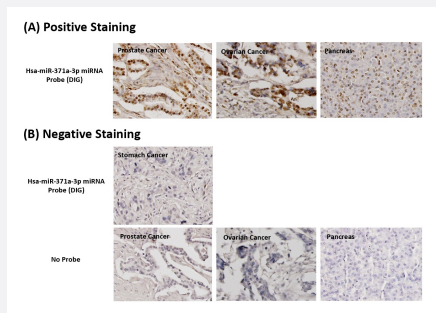 (A) Positive Staining
Prostate Cancer
Ovarian Cancer
Pancreas
Hsa-miR-371a-3p miRNA
Probe (DIG)
(B) Negative Staining
Stomach Cancer
Hsa-miR-371a-3p miRNA
Probe (DIG)
Prostate Cancer
Ovarian Cancer
Pancreas
No Probe